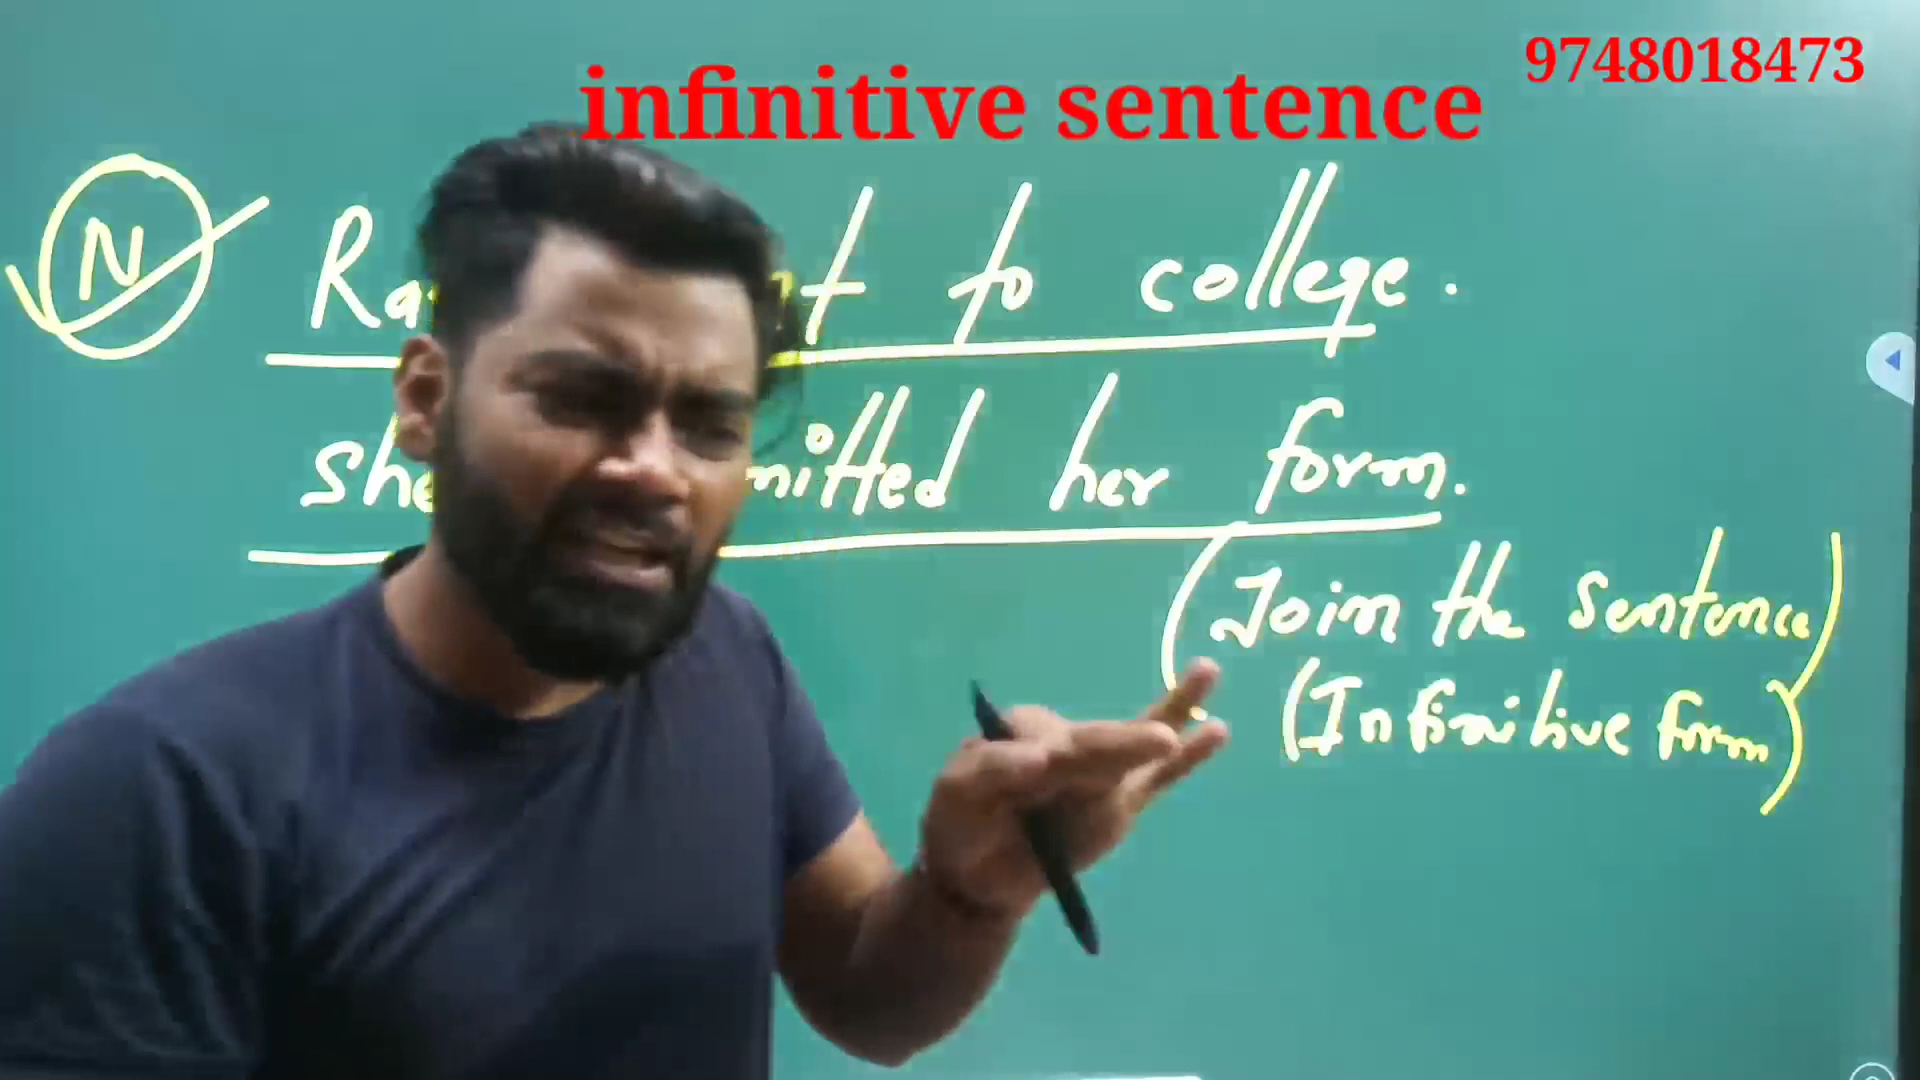 9748018473
infinitive sentence
N
to college.
her form.
(Join the sentence)
(Infinitive form)